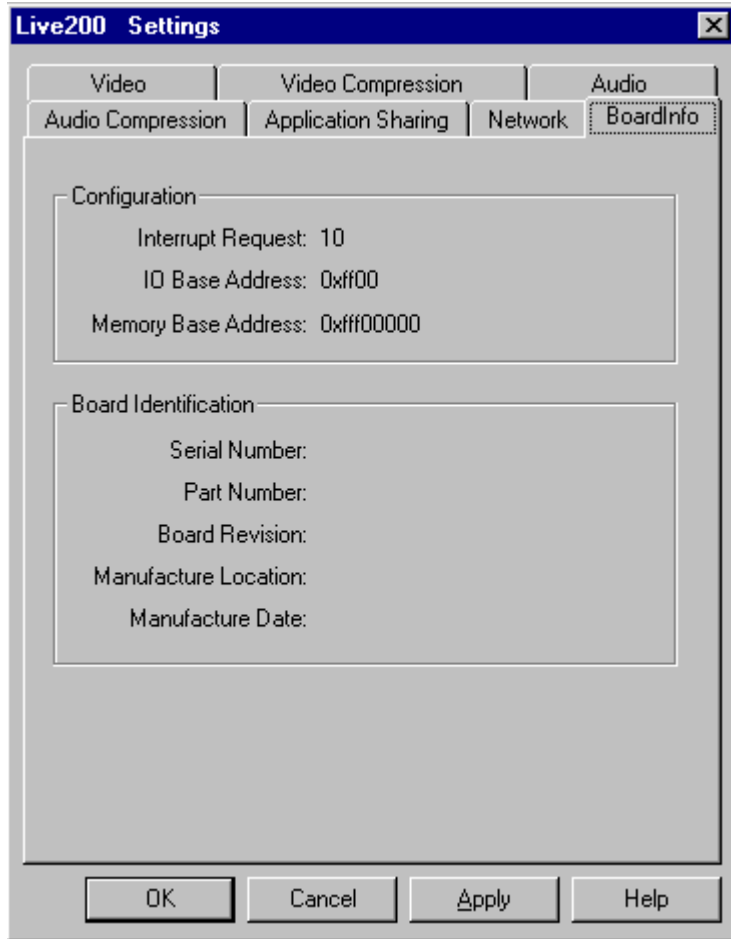 Live200   Settings
Video   Video Compression   Audio
Audio Compression   Application Sharing   Network   BoardInfo
Configuration
Interrupt Request: 10
IO Base Address: 0xff00
Memory Base Address: 0xfff00000
Board Identification
Serial Number:
Part Number:
Board Revision:
Manufacture Location:
Manufacture Date:
OK   Cancel   Apply   Help